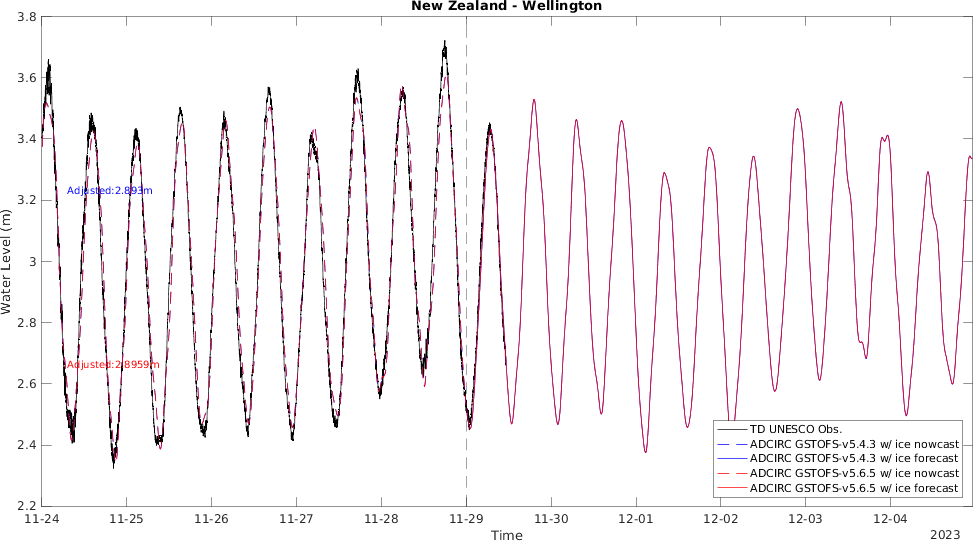 New Zealand - Wellington
3.8
3.6
3.4
3.2
3
2.8
2.6
2.4
2.2
Water Level (m)
Adjusted:2.893m
Adjusted:2.8959m
TD UNESCO Obs.
ADCIRC GSTOFS-v5.4.3 w/ ice nowcast
ADCIRC GSTOFS-v5.4.3 w/ ice forecast
ADCIRC GSTOFS-v5.6.5 w/ ice nowcast
ADCIRC GSTOFS-v5.6.5 w/ ice forecast
11-24 11-25 11-26 11-27 11-28 11-29 11-30 12-01 12-02 12-03 12-04
Time
2023